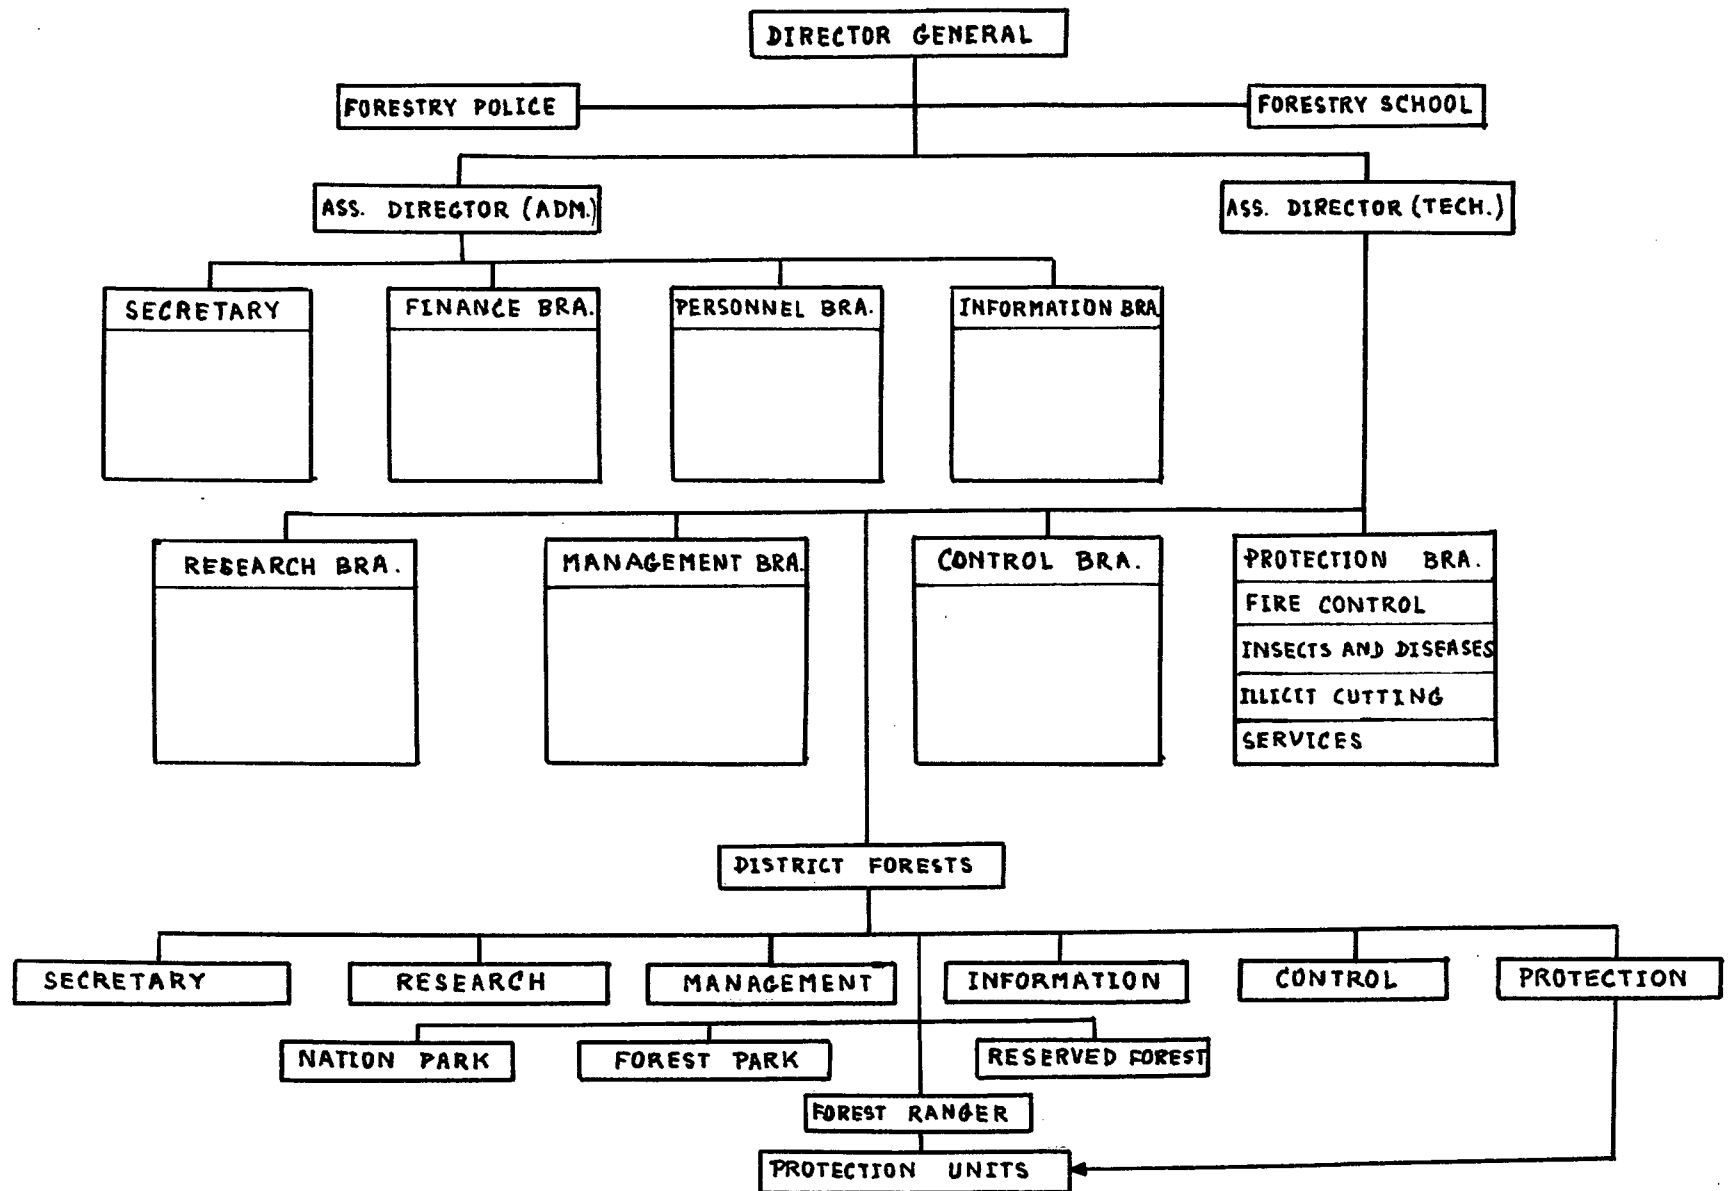 DIRECTOR GENERAL
FORESTRY POLICE
FORESTRY SCHOOL
ASS. DIRECTOR (ADM.)
ASS. DIRECTOR (TECH.)
SECRETARY
FINANCE BRA.
PERSONNEL BRA.
INFORMATION BRA
RESEARCH BRA.
MANAGEMENT BRA.
CONTROL BRA.
PROTECTION BRA.
FIRE CONTROL
INSECTS AND DISEASES
ILLICIT CUTTING
SERVICES
DISTRICT FORESTS
SECRETARY
RESEARCH
MANAGEMENT
INFORMATION
CONTROL
PROTECTION
NATION PARK
FOREST PARK
RESERVED FOREST
FOREST RANGER
PROTECTION UNITS